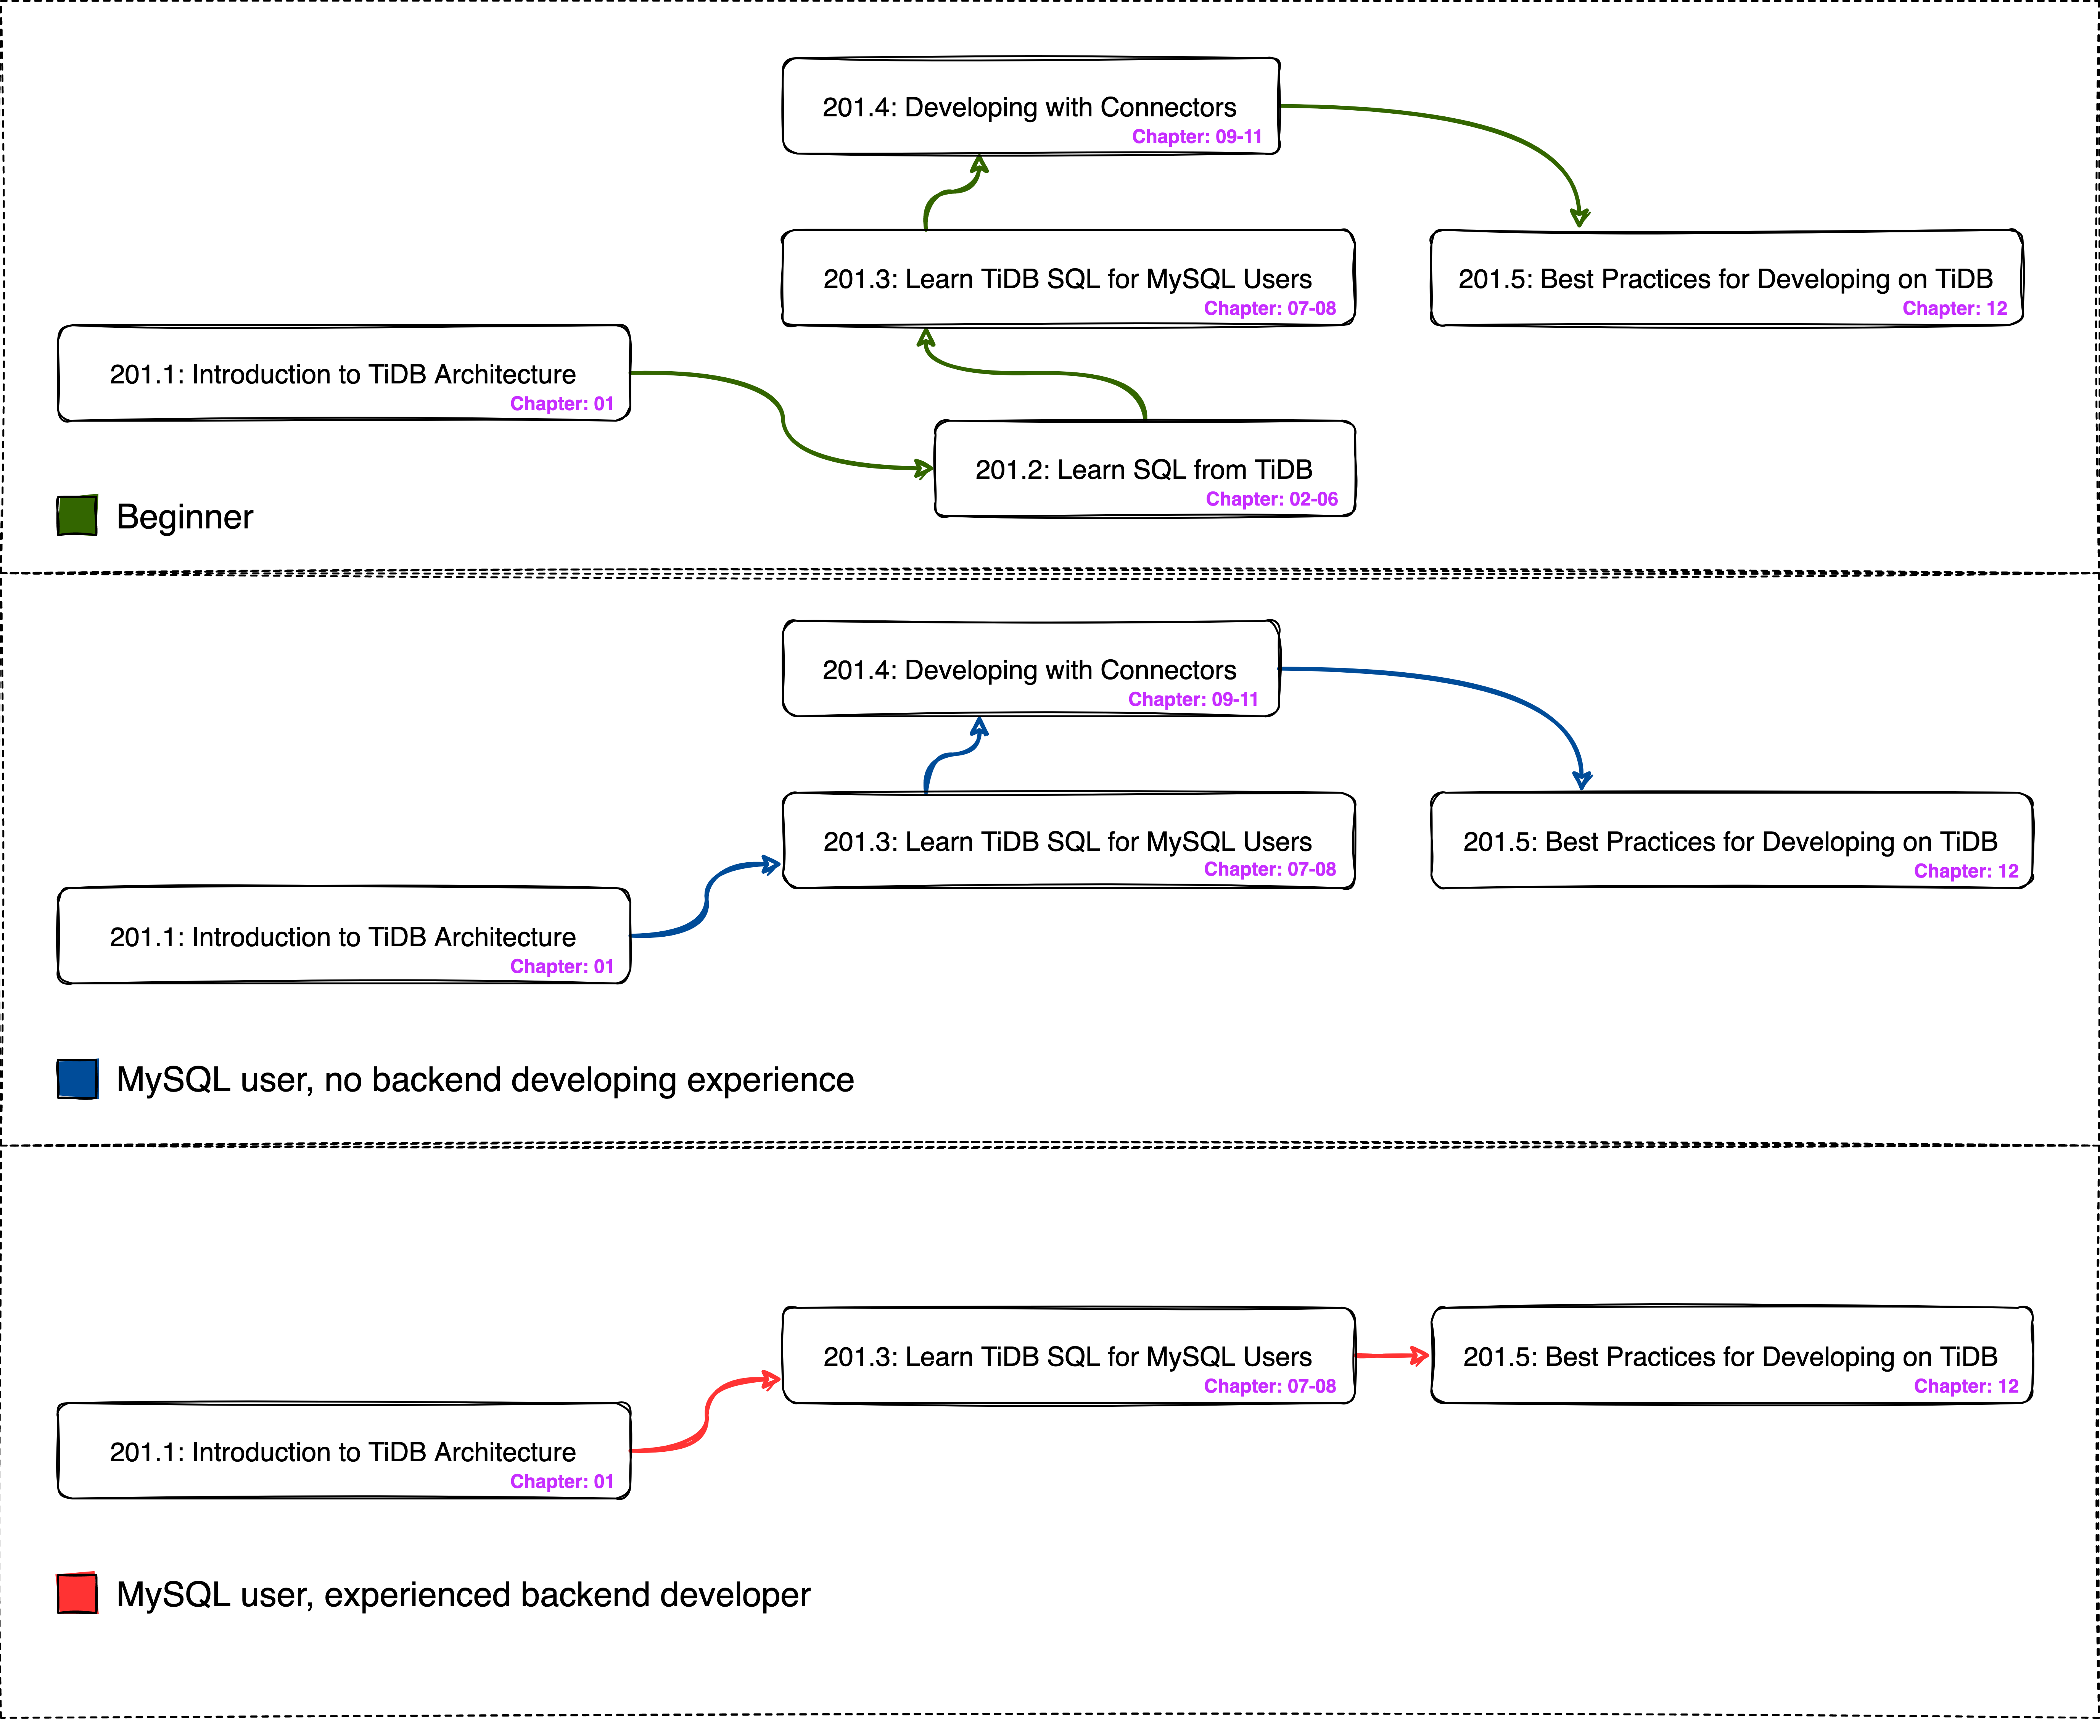 201.4: Developing with Connectors
Chapter: 09-11
201.3: Learn TiDB SQL for MySQL Users
Chapter: 07-08
201.5: Best Practices for Developing on TiDB
Chapter: 12
201.1: Introduction to TiDB Architecture
Chapter: 01
201.2: Learn SQL from TiDB
Chapter: 02-06
Beginner
201.4: Developing with Connectors
Chapter: 09-11
201.3: Learn TiDB SQL for MySQL Users
Chapter: 07-08
201.5: Best Practices for Developing on TiDB
Chapter: 12
201.1: Introduction to TiDB Architecture
Chapter: 01
MySQL user, no backend developing experience
201.3: Learn TiDB SQL for MySQL Users
Chapter: 07-08
201.5: Best Practices for Developing on TiDB
Chapter: 12
201.1: Introduction to TiDB Architecture
Chapter: 01
MySQL user, experienced backend developer